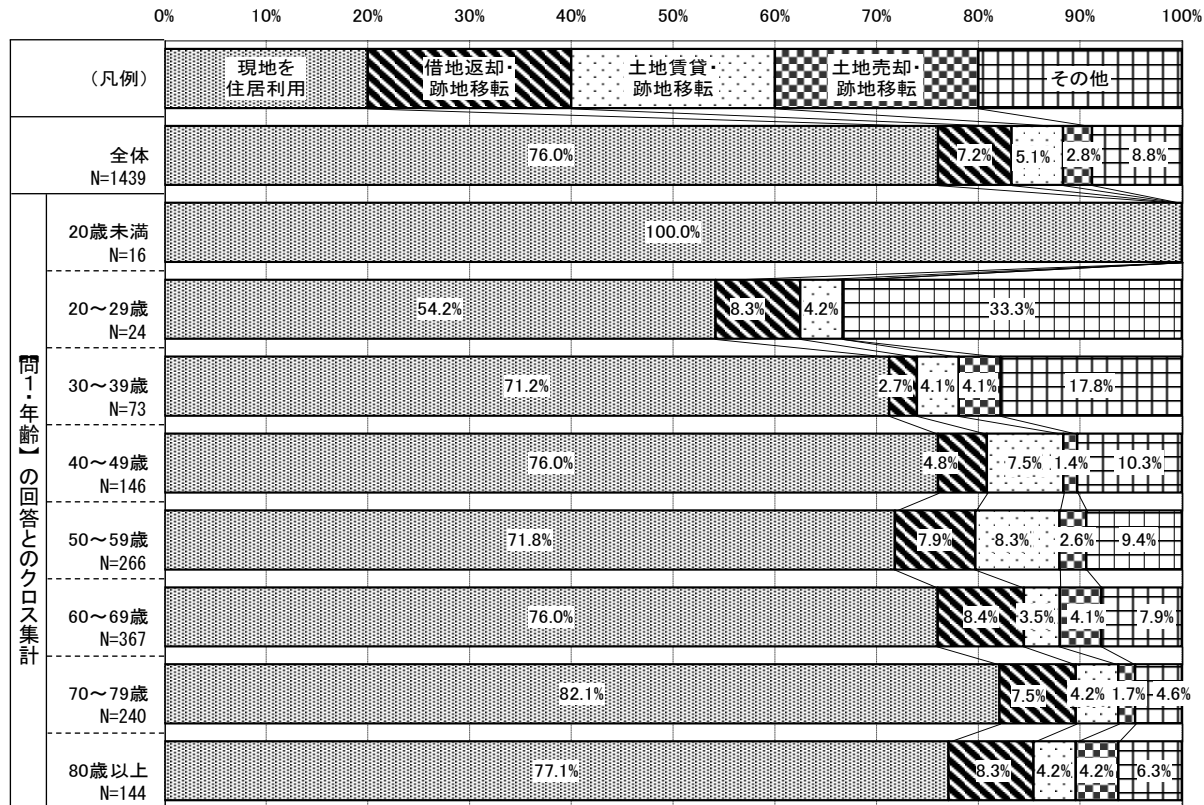 0% 10% 20% 30% 40% 50% 60% 70% 80% 90% 100%
（凡例）
現地を
住居利用
借地返却・
跡地移転
土地賃貸・
跡地移転
土地売却・
跡地移転
その他
全体
N=1439
76.0% 7.2% 5.1% 2.8% 8.8%
【問1・年齢】の回答とのクロス集計
20歳未満
N=16
100.0%
20～29歳
N=24
54.2% 8.3% 4.2% 33.3%
30～39歳
N=73
71.2% 2.7% 4.1% 4.1% 17.8%
40～49歳
N=146
76.0% 4.8% 7.5% 1.4% 10.3%
50～59歳
N=266
71.8% 7.9% 8.3% 2.6% 9.4%
60～69歳
N=367
76.0% 8.4% 3.5% 4.1% 7.9%
70～79歳
N=240
82.1% 7.5% 4.2% 1.7% 4.6%
80歳以上
N=144
77.1% 8.3% 4.2% 4.2% 6.3%